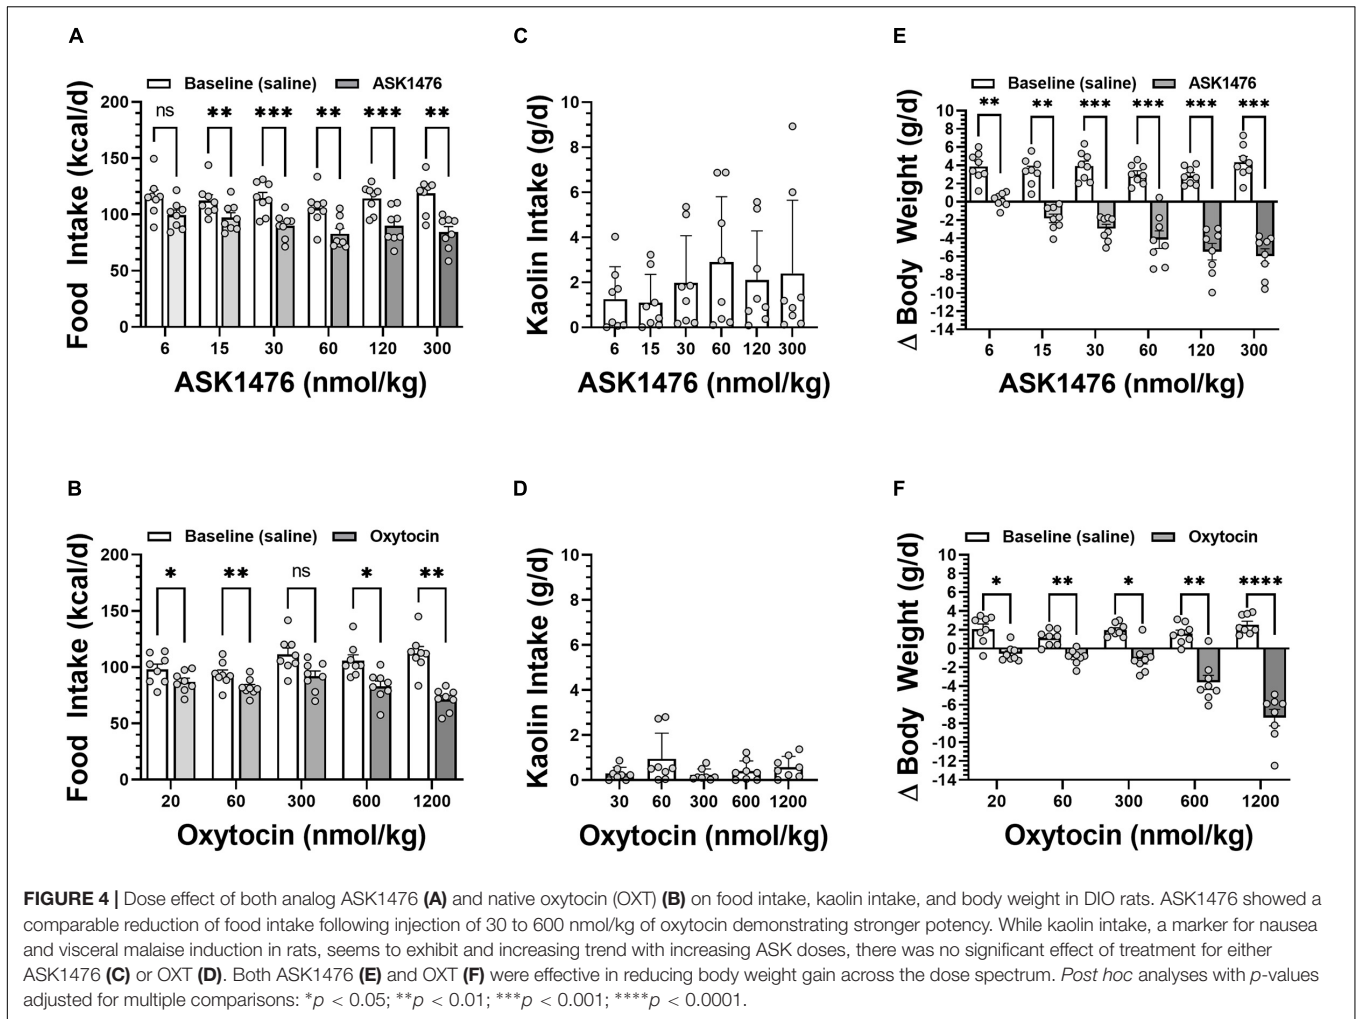 A
Baseline (saline) ASK1476
Food Intake (kcal/d)
200
150
100
50
0
ns ** *** ** *** **
6 15 30 60 120 300
ASK1476 (nmol/kg)
C
Kaolin Intake (g/d)
10
8
6
4
2
0
6 15 30 60 120 300
ASK1476 (nmol/kg)
E
Baseline (saline) ASK1476
Δ Body Weight (g/d)
** ** *** *** *** ***
10
8
6
4
2
0
-2
-4
-6
-8
-10
-12
-14
6 15 30 60 120 300
ASK1476 (nmol/kg)
B
Baseline (saline) Oxytocin
Food Intake (kcal/d)
200
150
100
50
0
* ** ns * **
20 60 300 600 1200
Oxytocin (nmol/kg)
D
Kaolin Intake (g/d)
10
8
6
4
2
0
30 60 300 600 1200
Oxytocin (nmol/kg)
F
Baseline (saline) Oxytocin
Δ Body Weight (g/d)
10
8
6
4
2
0
-2
-4
-6
-8
-10
-12
-14
* ** * ** ****
20 60 300 600 1200
Oxytocin (nmol/kg)
FIGURE 4 | Dose effect of both analog ASK1476 (A) and native oxytocin (OXT) (B) on food intake, kaolin intake, and body weight in DIO rats. ASK1476 showed a
comparable reduction of food intake following injection of 30 to 600 nmol/kg of oxytocin demonstrating stronger potency. While kaolin intake, a marker for nausea
and visceral malaise induction in rats, seems to exhibit and increasing trend with increasing ASK doses, there was no significant effect of treatment for either
ASK1476 (C) or OXT (D). Both ASK1476 (E) and OXT (F) were effective in reducing body weight gain across the dose spectrum. Post hoc analyses with p-values
adjusted for multiple comparisons: *p < 0.05; **p < 0.01; ***p < 0.001; ****p < 0.0001.